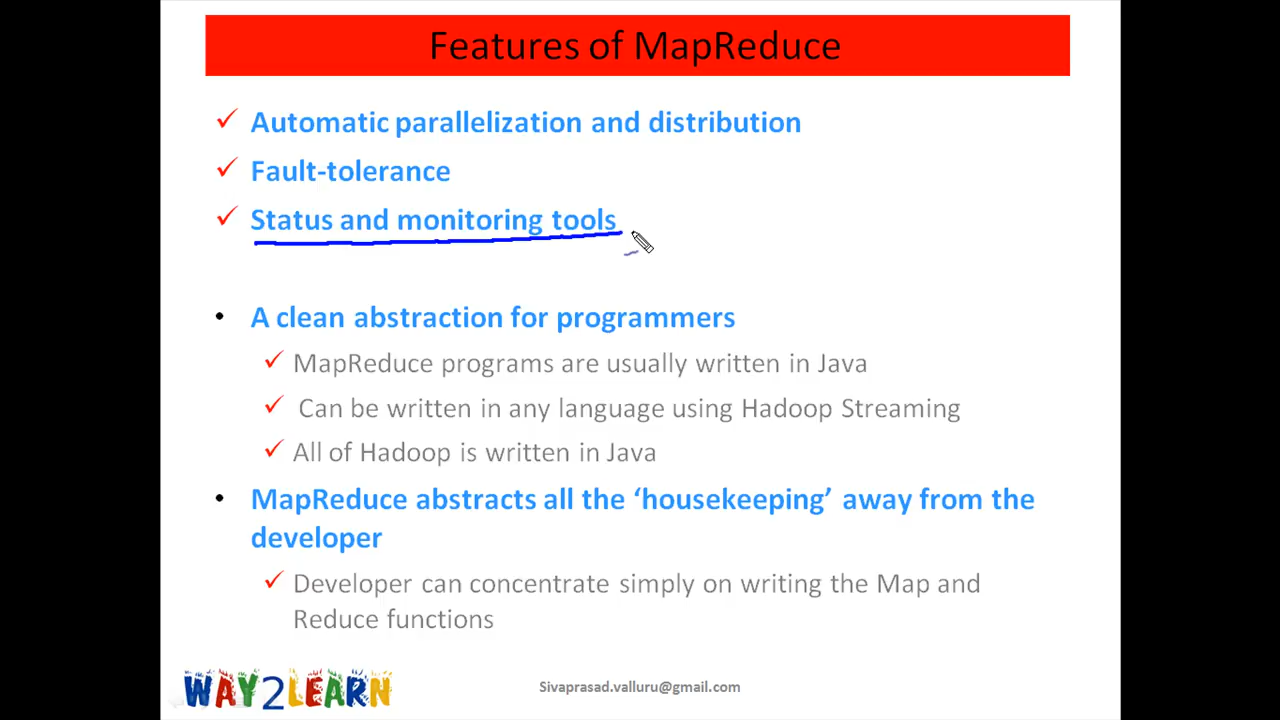 Features of MapReduce
Automatic parallelization and distribution
Fault-tolerance
Status and monitoring tools
A clean abstraction for programmers
MapReduce programs are usually written in Java
Can be written in any language using Hadoop Streaming
All of Hadoop is written in Java
MapReduce abstracts all the ‘housekeeping’ away from the
developer
Developer can concentrate simply on writing the Map and
Reduce functions
WAY2LEARN
Sivaprasad.valluru@gmail.com